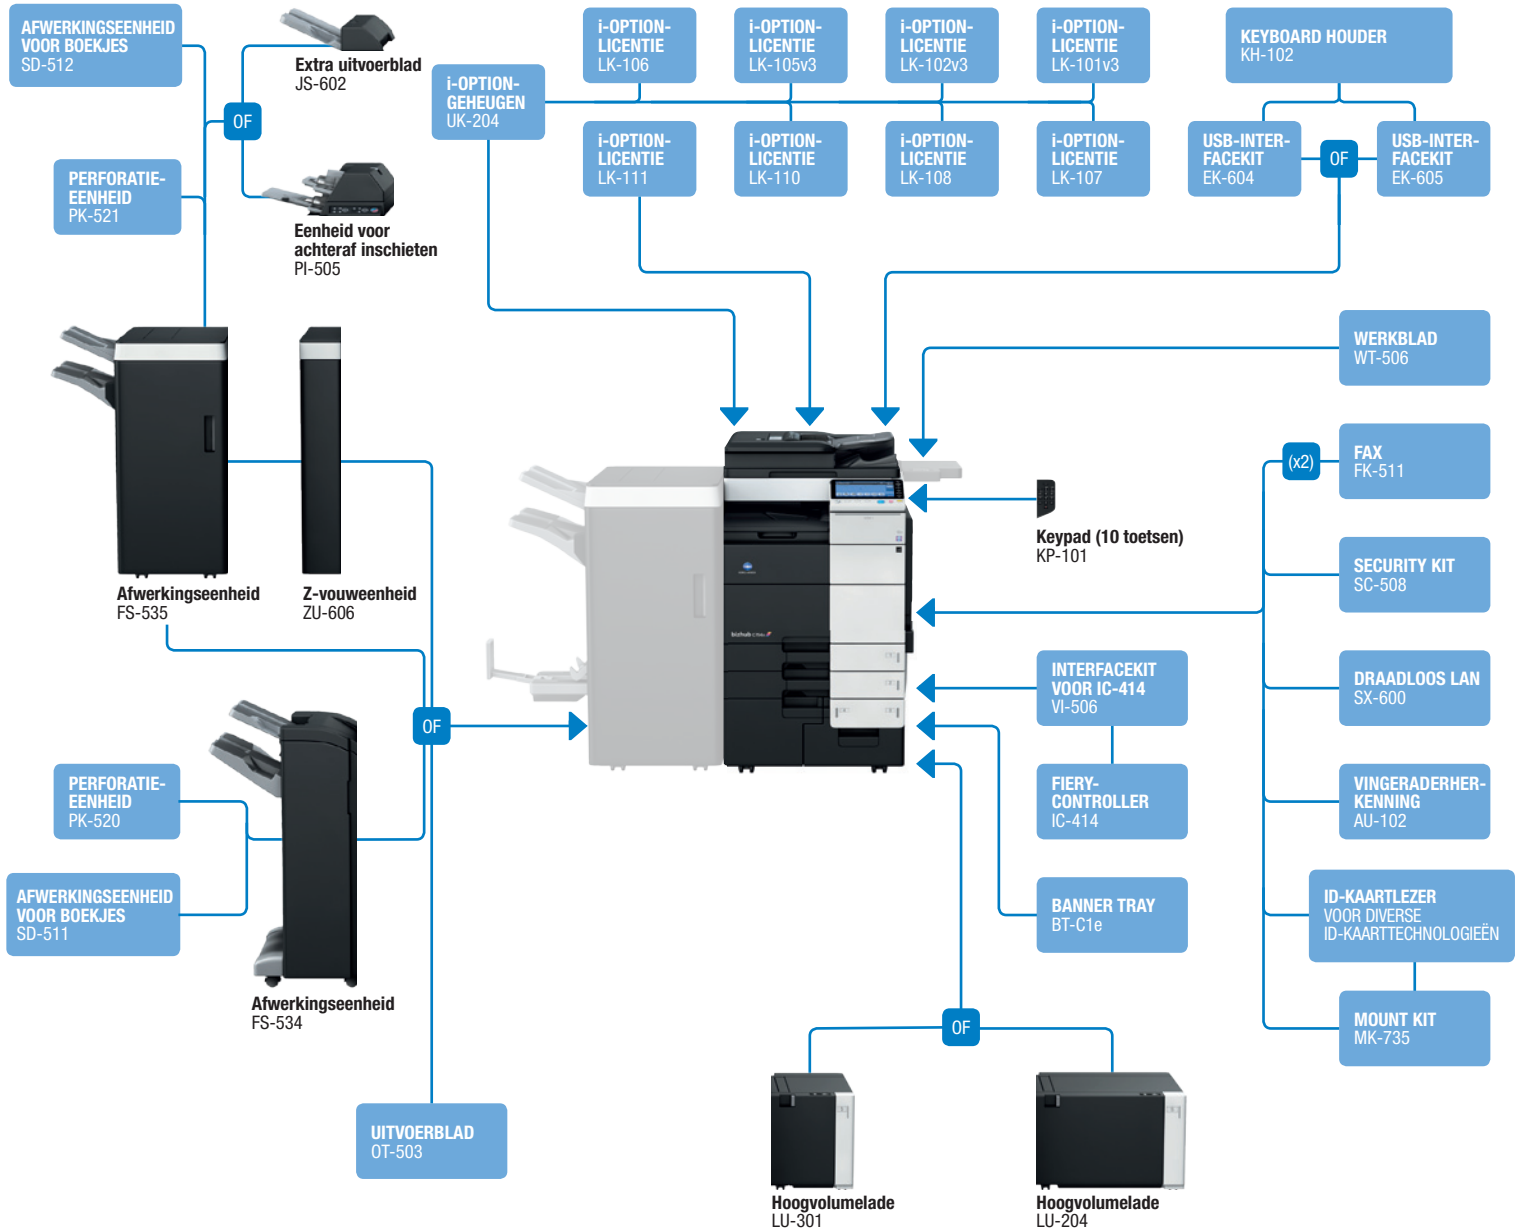 AFWERKINGSEENHEID
VOOR BOEKJES
SD-512
Extra uitvoerblad
JS-602
OF
PERFORATIE-
EENHEID
PK-521
Eenheid voor
achteraf inschieten
PI-505
i-OPTION-
GEHEUGEN
UK-204
i-OPTION-
LICENTIE
LK-106
i-OPTION-
LICENTIE
LK-105v3
i-OPTION-
LICENTIE
LK-102v3
i-OPTION-
LICENTIE
LK-101v3
i-OPTION-
LICENTIE
LK-111
i-OPTION-
LICENTIE
LK-110
i-OPTION-
LICENTIE
LK-108
i-OPTION-
LICENTIE
LK-107
KEYBOARD HOUDER
KH-102
USB-INTER-
FACEKIT
EK-604
OF
USB-INTER-
FACEKIT
EK-605
WERKBLAD
WT-506
(x2)
FAX
FK-511
Keypad (10 toetsen)
KP-101
SECURITY KIT
SC-508
Afwerkingseenheid
FS-535
Z-vouweenheid
ZU-606
bizhub
INTERFACEKIT
VOOR IC-414
VI-506
DRAADLOOS LAN
SX-600
OF
PERFORATIE-
EENHEID
PK-520
FIERY-
CONTROLLER
IC-414
VINGERADERHER-
KENNING
AU-102
AFWERKINGSEENHEID
VOOR BOEKJES
SD-511
BANNER TRAY
BT-C1e
ID-KAARTLEZER
VOOR DIVERSE
ID-KAARTTECHNOLOGIEËN
Afwerkingseenheid
FS-534
OF
MOUNT KIT
MK-735
UITVOERBLAD
OT-503
Hoogvolumelade
LU-301
Hoogvolumelade
LU-204